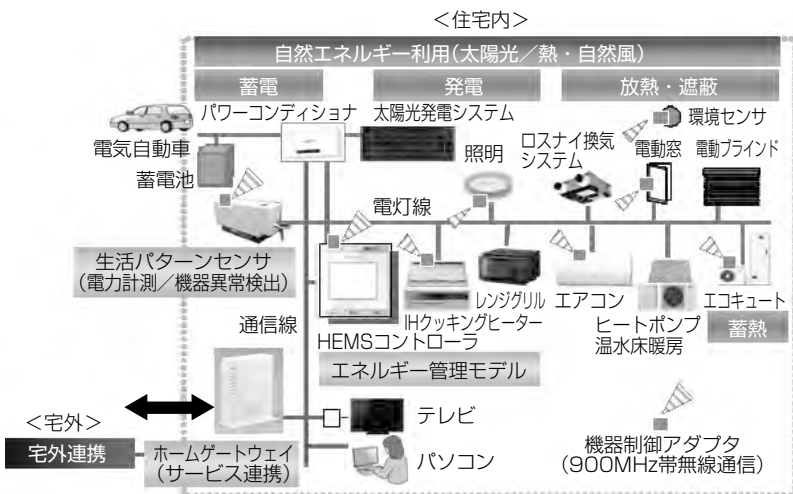 <住宅内>
自然エネルギー利用(太陽光/熱・自然風)
蓄電
発電
放熱・遮蔽
パワーコンディショナ
太陽光発電システム
環境センサ
電気自動車
蓄電池
照明
ロスナイ換気
システム
電動窓
電動ブラインド
電灯線
生活パターンセンサ
(電力計測/機器異常検出)
レンジグリル
エアコン
エコキュート
IHクッキングヒーター
ヒートポンプ
温水床暖房
蓄熱
通信線
HEMSコントローラ
エネルギー管理モデル
<宅外>
宅外連携
ホームゲートウェイ
(サービス連携)
テレビ
パソコン
機器制御アダプタ
(900MHz帯無線通信)